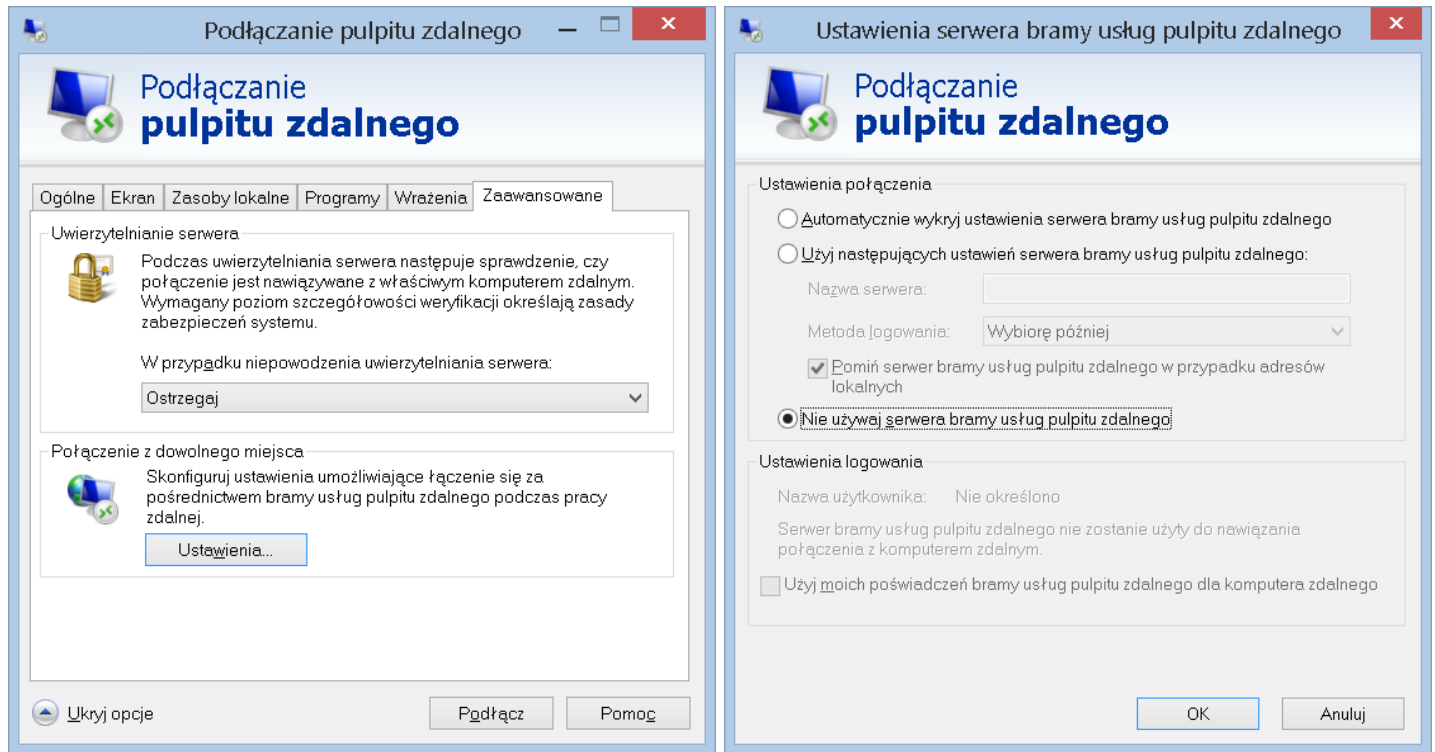 Podłączanie pulpitu zdalnego
Podłączanie
pulpitu zdalnego
Ogólne Ekran Zasoby lokalne Programy Wrażenia Zaawansowane
Uwierzytelnianie serwera
Podczas uwierzytelniania serwera następuje sprawdzenie, czy
połączenie jest nawiązywane z właściwym komputerem zdalnym.
Wymagany poziom szczegółowości weryfikacji określają zasady
zabezpieczeń systemu.
W przypadku niepowodzenia uwierzytelniania serwera:
Ostrzegaj
Połączenie z dowolnego miejsca
Skonfiguruj ustawienia umożliwiające łączenie się za
pośrednictwem bramy usług pulpitu zdalnego podczas pracy
zdalnej.
Ustawienia...
Ukryj opcje
Podłącz
Pomoc
Ustawienia serwera bramy usług pulpitu zdalnego
Podłączanie
pulpitu zdalnego
Ustawienia połączenia
Automatycznie wykryj ustawienia serwera bramy usług pulpitu zdalnego
Użyj następujących ustawień serwera bramy usług pulpitu zdalnego:
Nazwa serwera:
Metoda logowania: Wybiorę później
Pomiń serwer bramy usług pulpitu zdalnego w przypadku adresów
lokalnych
Nie używaj serwera bramy usług pulpitu zdalnego
Ustawienia logowania
Nazwa użytkownika: Nie określono
Serwer bramy usług pulpitu zdalnego nie zostanie użyty do nawiązania
połączenia z komputerem zdalnym.
Użyj moich poświadczeń bramy usług pulpitu zdalnego dla komputera zdalnego
OK
Anuluj